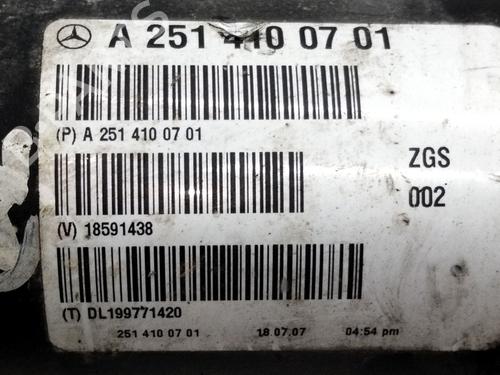 A 251 410 07 01
(P) A 251 410 07 01
ZGS
002
(V) 18591438
(T) DL199771420
251 410 07 01 18.07.07 04:54 pm